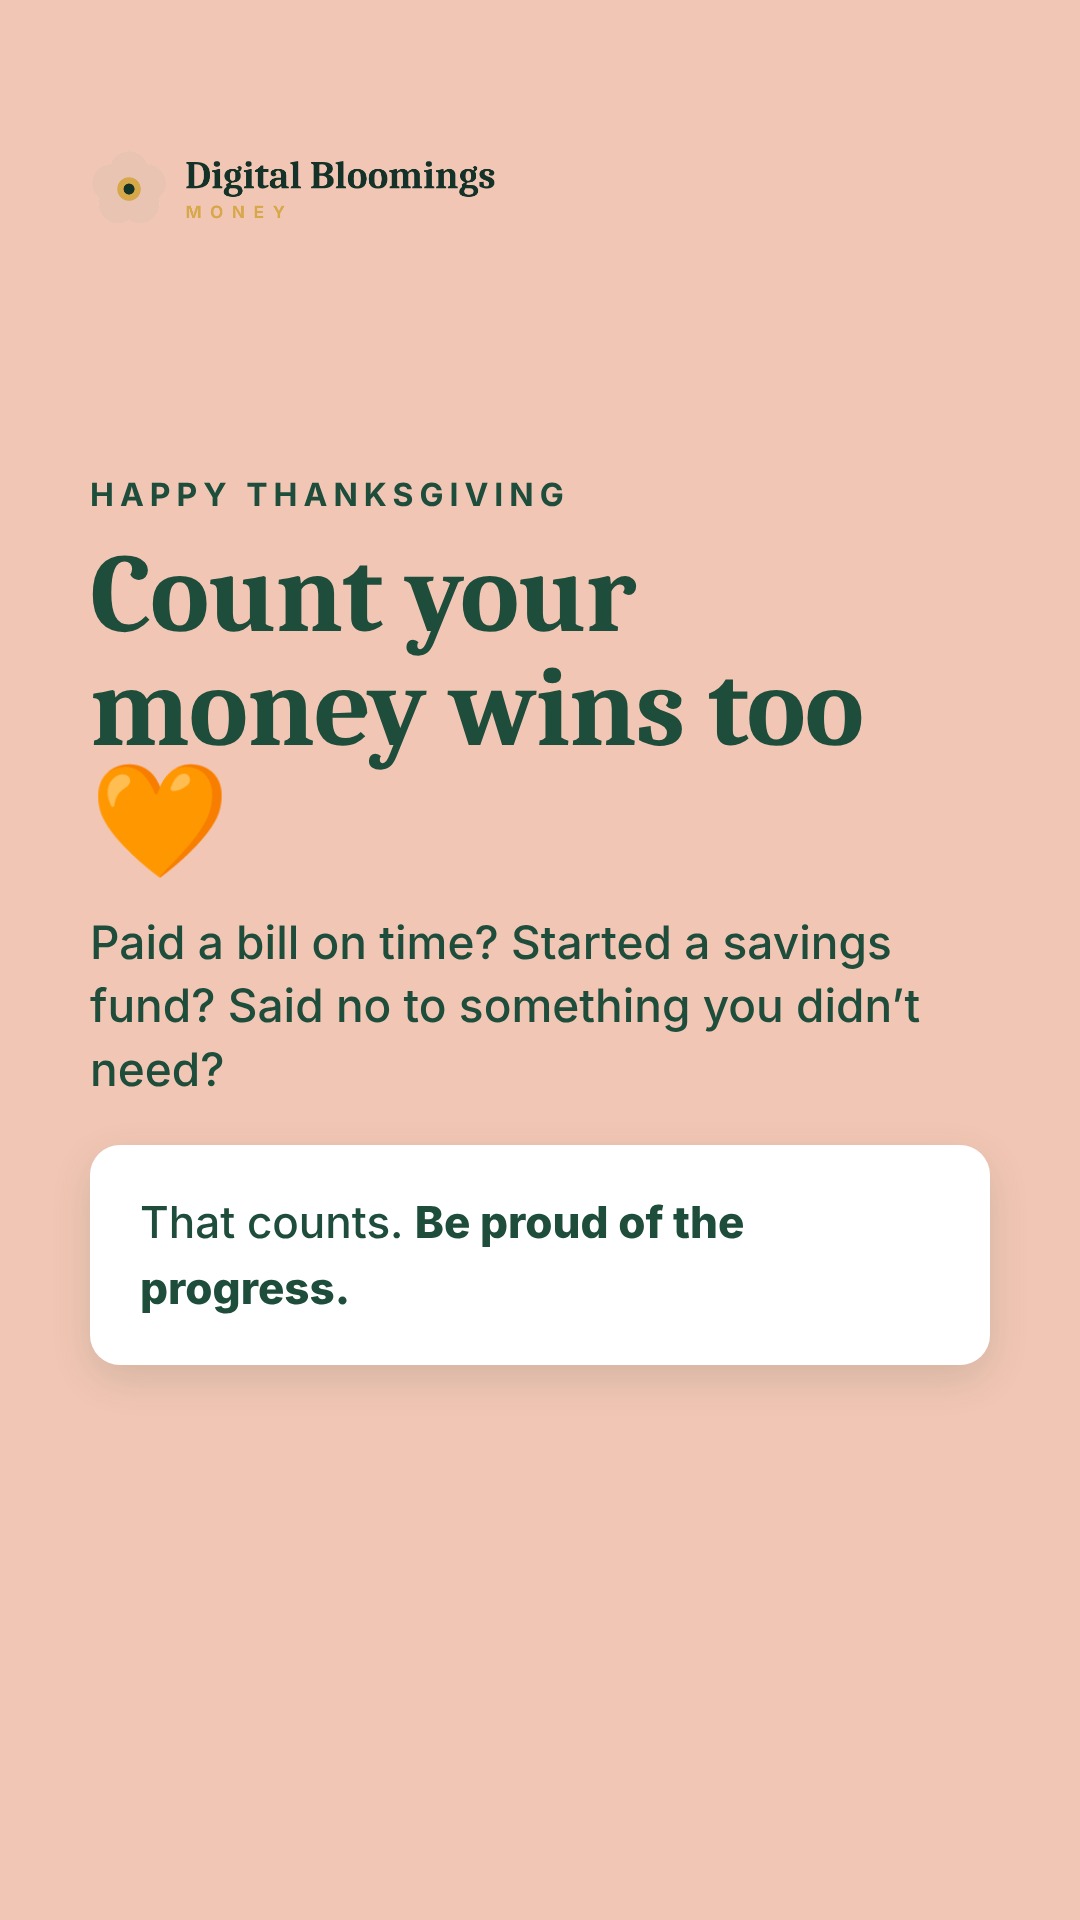 Digital Bloomings
MONEY
HAPPY THANKSGIVING
Count your
money wins too
🧡
Paid a bill on time? Started a savings
fund? Said no to something you didn’t
need?
That counts. Be proud of the
progress.